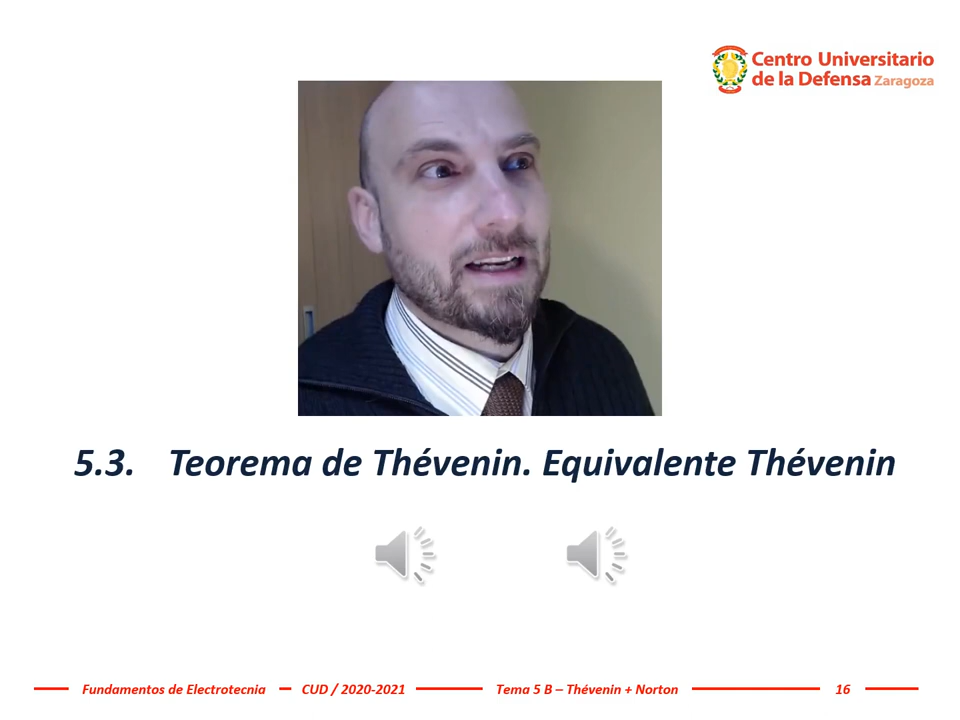 Centro Universitario
de la Defensa Zaragoza
5.3. Teorema de Thévenin. Equivalente Thévenin
Fundamentos de Electrotecnia CUD / 2020-2021 Tema 5 B – Thévenin + Norton 16